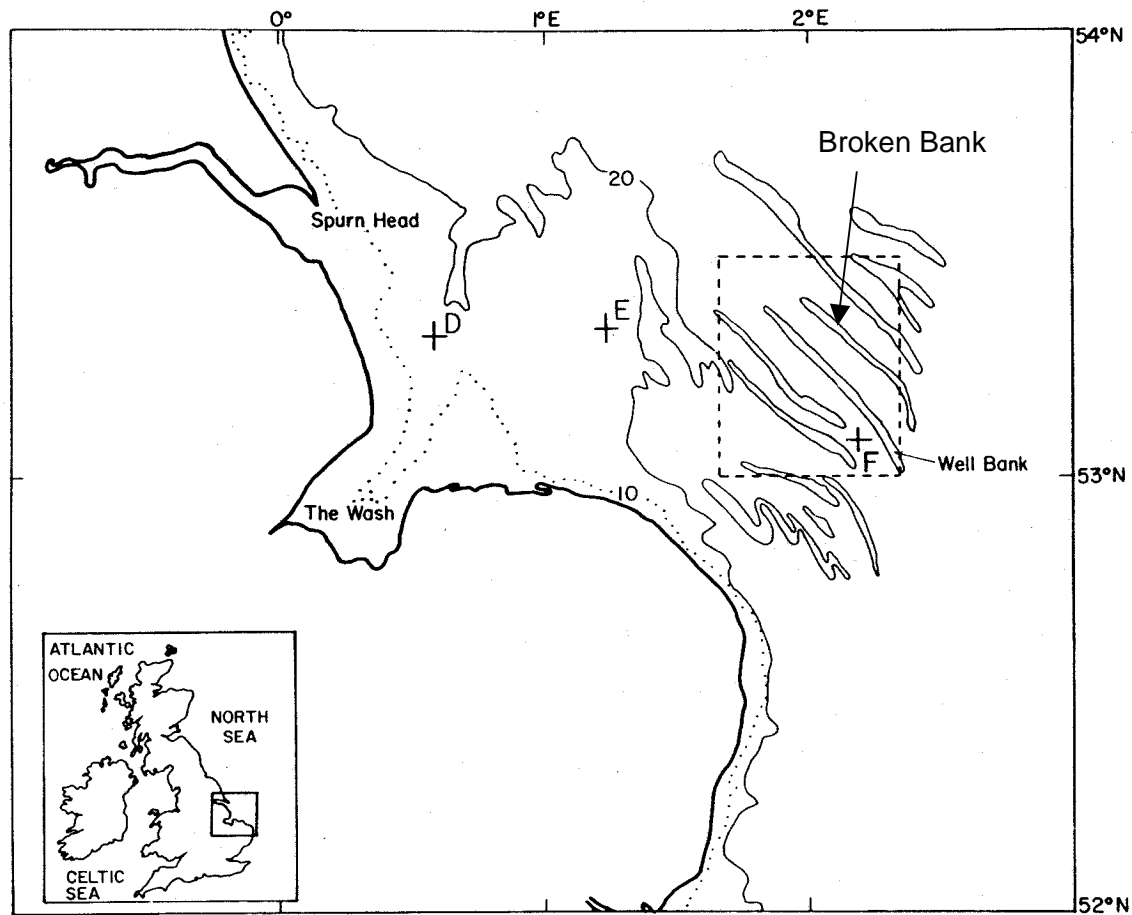 0°
1°E
2°E
54°N
Broken Bank
20
Spurn Head
D
E
F
Well Bank
53°N
10
The Wash
ATLANTIC
OCEAN
NORTH
SEA
CELTIC
SEA
52°N